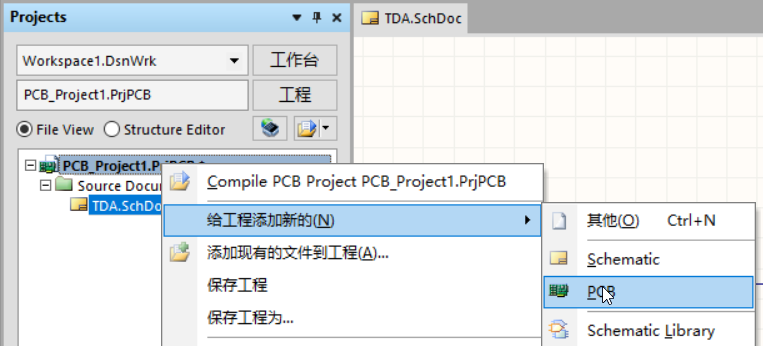 Projects
TDA.SchDoc
Workspace1.DsnWrk
工作台
PCB_Project1.PrjPCB
工程
File View
Structure Editor
PCB_Project1.PrjPCB *
Source Docu
TDA.SchDo
Compile PCB Project PCB_Project1.PrjPCB
给工程添加新的(N)
添加现有的文件到工程(A)...
保存工程
保存工程为...
其他(O) Ctrl+N
Schematic
PCB
Schematic Library